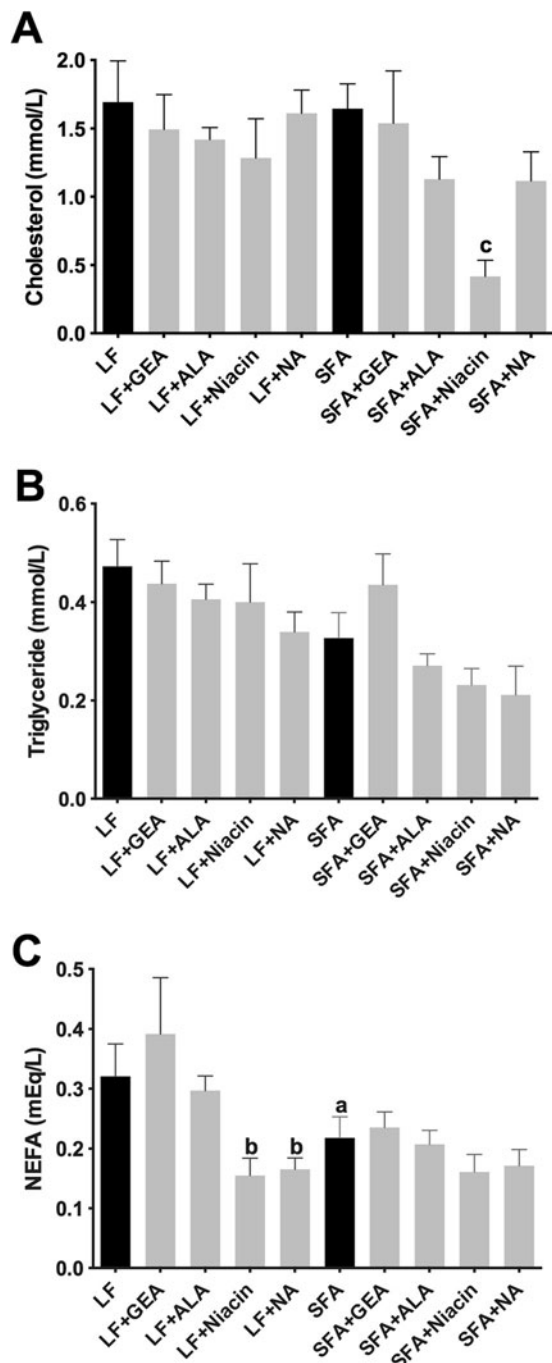 A
Cholesterol (mmol/L)
2.0
1.5
1.0
0.5
0.0
c
LF
LF+GEA
LF+ALA
LF+Niacin
LF+NA
SFA
SFA+GEA
SFA+ALA
SFA+Niacin
SFA+NA
B
Triglyceride (mmol/L)
0.6
0.4
0.2
0.0
LF
LF+GEA
LF+ALA
LF+Niacin
LF+NA
SFA
SFA+GEA
SFA+ALA
SFA+Niacin
SFA+NA
C
NEFA (mEq/L)
0.5
0.4
0.3
0.2
0.1
0.0
b
b
a
LF
LF+GEA
LF+ALA
LF+Niacin
LF+NA
SFA
SFA+GEA
SFA+ALA
SFA+Niacin
SFA+NA